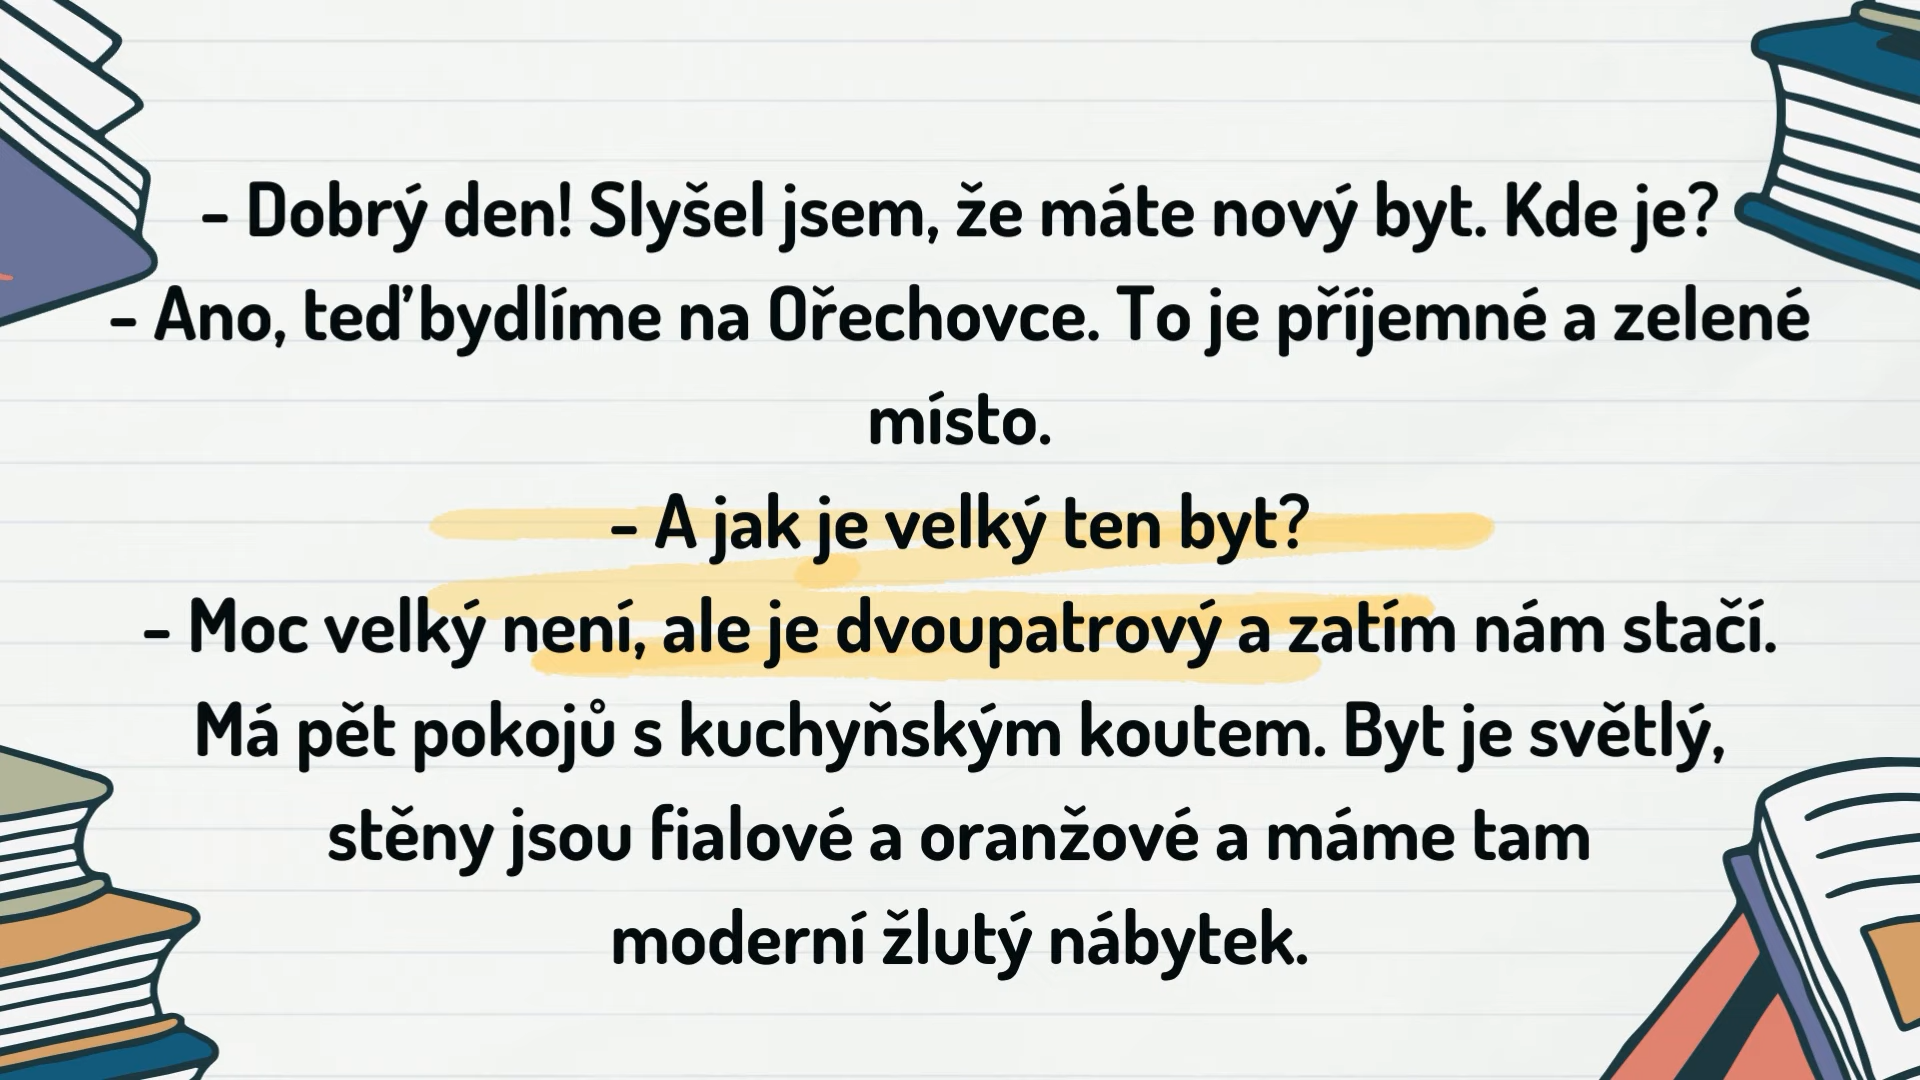 - Dobrý den! Slyšel jsem, že máte nový byt. Kde je?
- Ano, teď bydlíme na Ořechovce. To je příjemné a zelené
místo.
- A jak je velký ten byt?
- Moc velký není, ale je dvoupatrový a zatím nám stačí.
Má pět pokojů s kuchyňským koutem. Byt je světlý,
stěny jsou fialové a oranžové a máme tam
moderní žlutý nábytek.